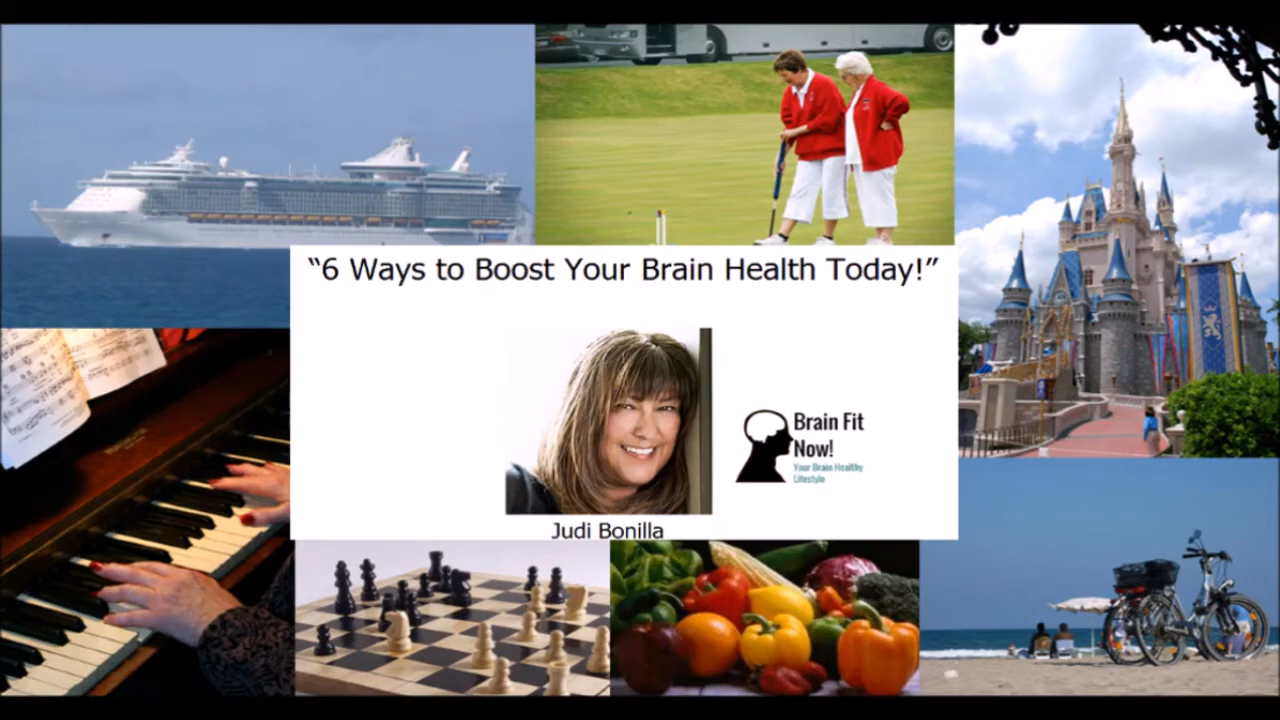 “6 Ways to Boost Your Brain Health Today!”
Brain Fit
Now!
Your Brain Healthy
Lifestyle
Judi Bonilla